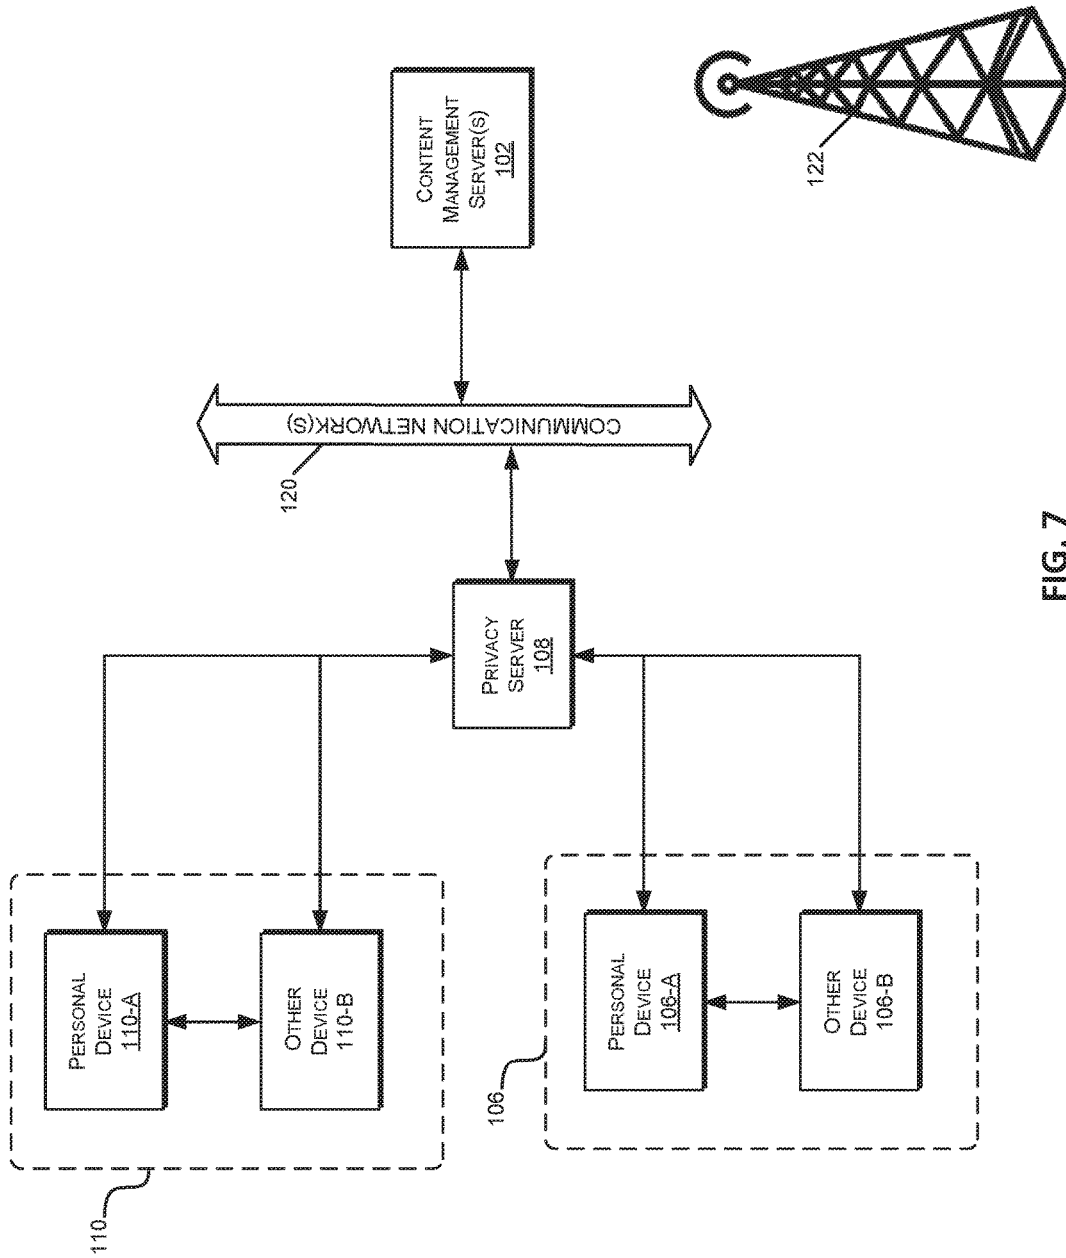 110
PERSONAL
DEVICE
110-A
OTHER
DEVICE
110-B
106
PERSONAL
DEVICE
106-A
OTHER
DEVICE
106-B
PRIVACY
SERVER
108
120
COMMUNICATION NETWORK(S)
CONTENT
MANAGEMENT
SERVER(S)
102
122
FIG. 7